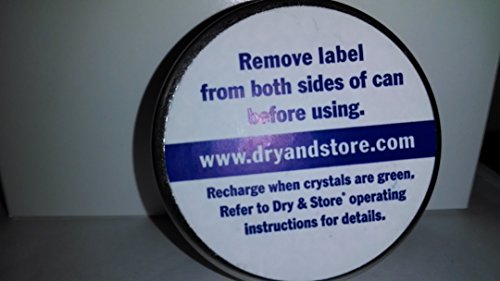 Remove label
from both sides of can
before using.
www.dryandstore.com
Recharge when crystals are green.
Refer to Dry & Store® operating
instructions for details.